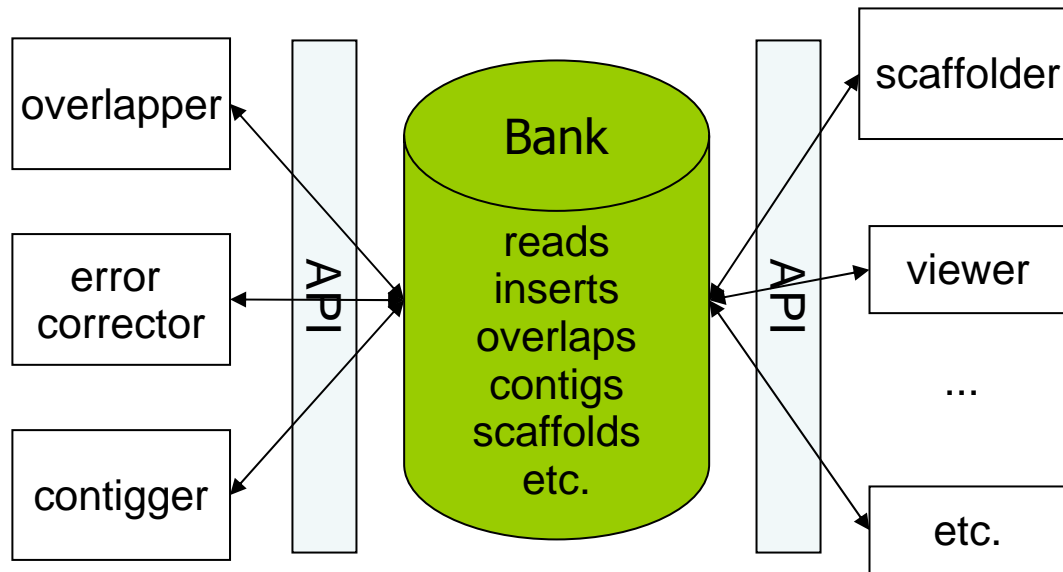 overlapper
error
corrector
contigger
API
Bank
reads
inserts
overlaps
contigs
scaffolds
etc.
API
scaffolder
viewer
...
etc.